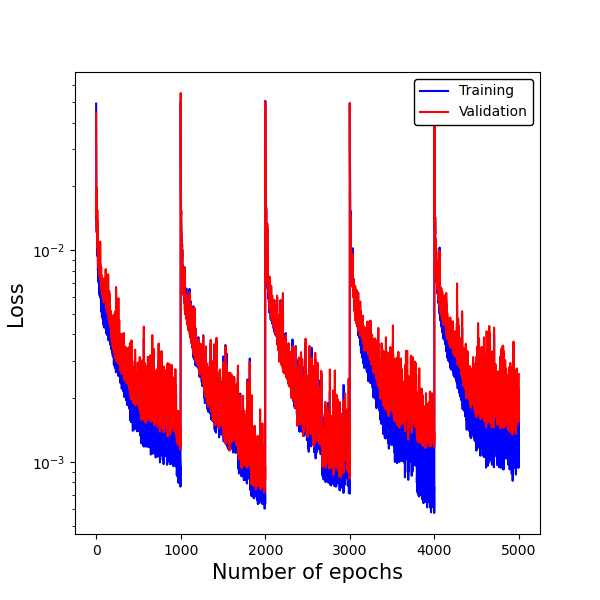 Training
Validation
Loss
10⁻²
10⁻³
0 1000 2000 3000 4000 5000
Number of epochs